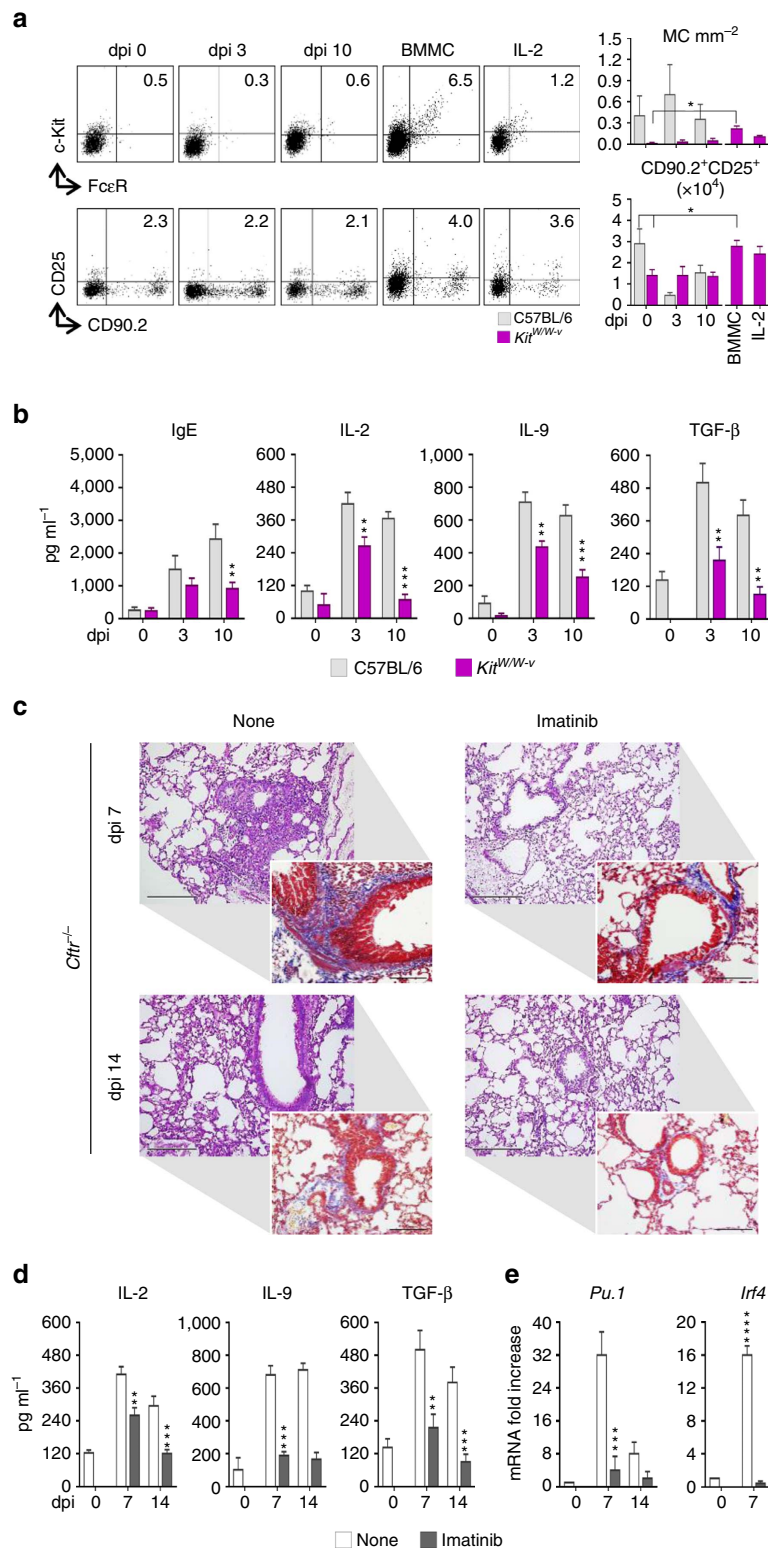 a
dpi 0 dpi 3 dpi 10 BMMC IL-2
0.5 0.3 0.6 6.5 1.2
c-Kit
FcεR
2.3 2.2 2.1 4.0 3.6
CD25
CD90.2
MC mm⁻²
1.5
1.2
0.9
0.6
0.3
0.0
*
CD90.2⁺CD25⁺
(×10⁴)
5
4
3
2
1
0
*
dpi 0 3 10 BMMC IL-2
C57BL/6
Kit^W/W-v
b
IgE IL-2 IL-9 TGF-β
pg ml⁻¹
5,000
4,000
3,000
2,000
1,000
0
**
dpi 0 3 10
600
480
360
240
120
0
** ***
0 3 10
1,000
800
600
400
200
0
** ***
0 3 10
600
480
360
240
120
0
** **
0 3 10
C57BL/6 Kit^W/W-v
c
None Imatinib
Cftr⁻/⁻
dpi 7
dpi 14
d
IL-2 IL-9 TGF-β
pg ml⁻¹
600
480
360
240
120
0
** ***
dpi 0 7 14
1,000
800
600
400
200
0
***
0 7 14
600
480
360
240
120
0
** ***
0 7 14
None Imatinib
e
Pu.1 Irf4
mRNA fold increase
40
32
24
16
8
0
***
0 7 14
20
16
12
8
4
0
****
0 7